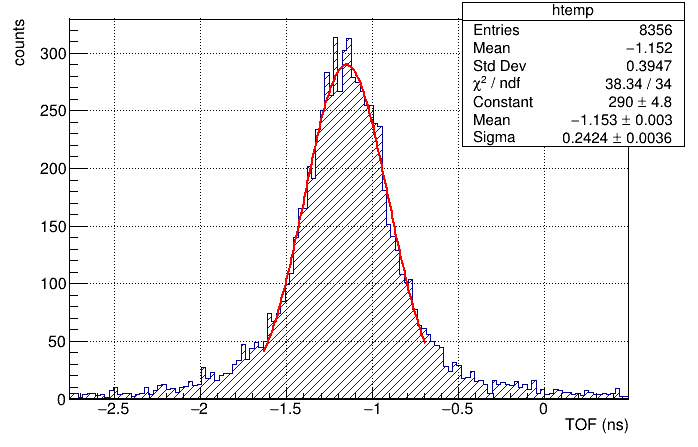 htemp
Entries 8356
Mean −1.152
Std Dev 0.3947
χ² / ndf 38.34 / 34
Constant 290 ± 4.8
Mean −1.153 ± 0.003
Sigma 0.2424 ± 0.0036
counts
300
250
200
150
100
50
0
−2.5 −2 −1.5 −1 −0.5 0
TOF (ns)